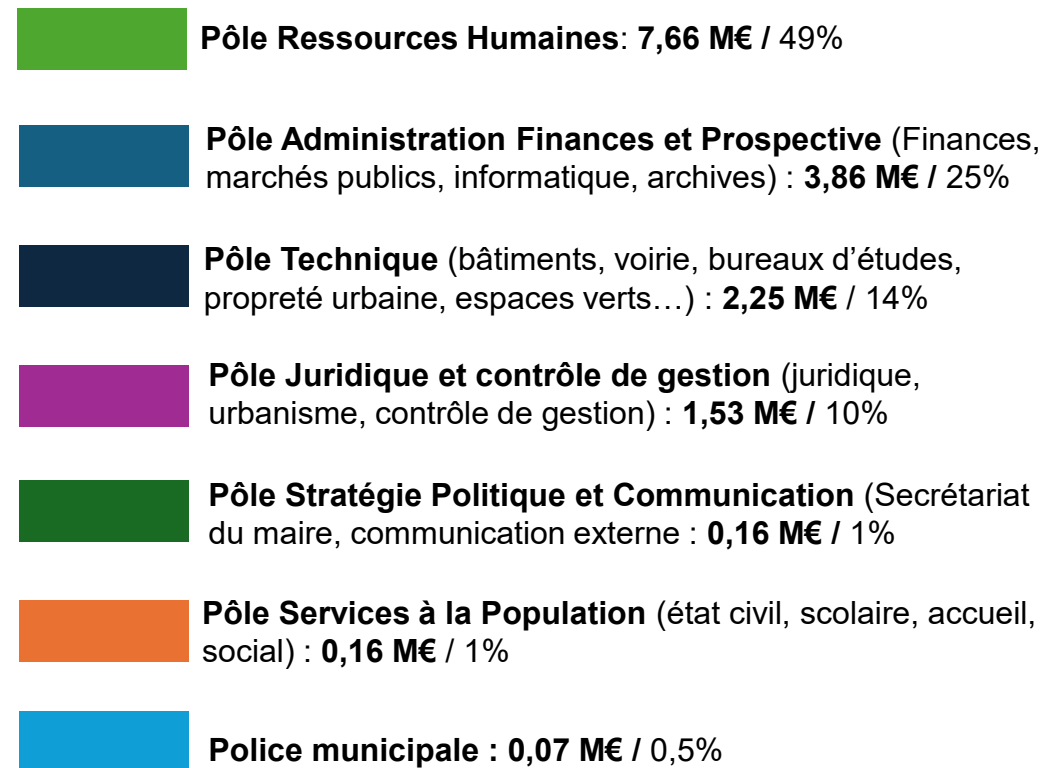 Pôle Ressources Humaines: 7,66 M€ / 49%
Pôle Administration Finances et Prospective (Finances,
marchés publics, informatique, archives) : 3,86 M€ / 25%
Pôle Technique (bâtiments, voirie, bureaux d’études,
propreté urbaine, espaces verts…) : 2,25 M€ / 14%
Pôle Juridique et contrôle de gestion (juridique,
urbanisme, contrôle de gestion) : 1,53 M€ / 10%
Pôle Stratégie Politique et Communication (Secrétariat
du maire, communication externe : 0,16 M€ / 1%
Pôle Services à la Population (état civil, scolaire, accueil,
social) : 0,16 M€ / 1%
Police municipale : 0,07 M€ / 0,5%